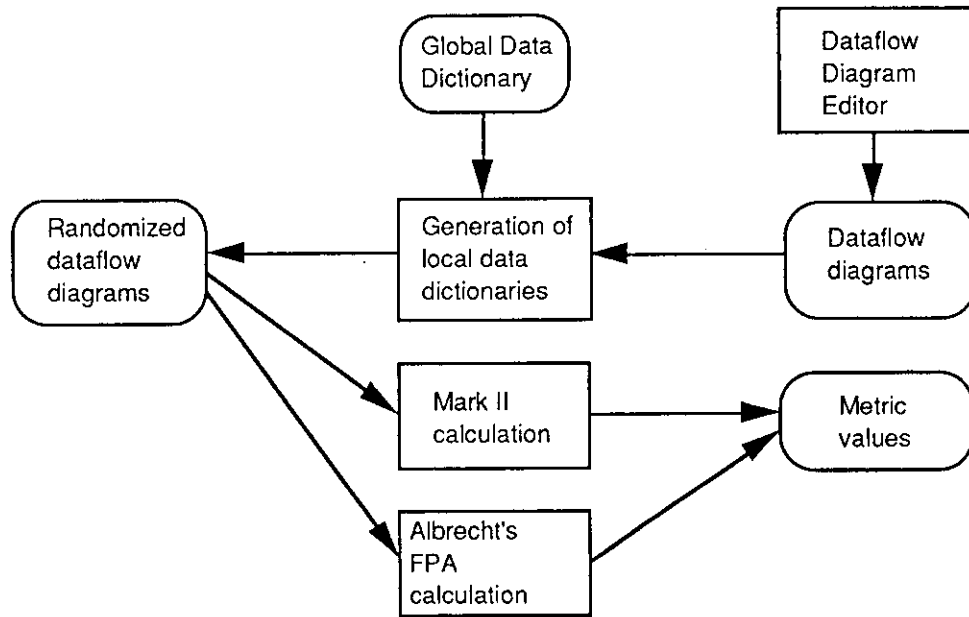 Global Data
Dictionary
Dataflow
Diagram
Editor
Randomized
dataflow
diagrams
Generation of
local data
dictionaries
Dataflow
diagrams
Mark II
calculation
Metric
values
Albrecht's
FPA
calculation